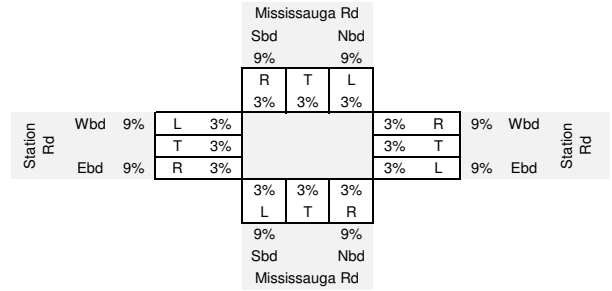 Mississauga Rd
Sbd Nbd
9% 9%
R T L
3% 3% 3%
Station Rd
Wbd 9% L 3%
T 3%
Ebd 9% R 3%
3% R 9% Wbd
3% T
3% L 9% Ebd
Station Rd
3% 3% 3%
L T R
9% 9%
Sbd Nbd
Mississauga Rd